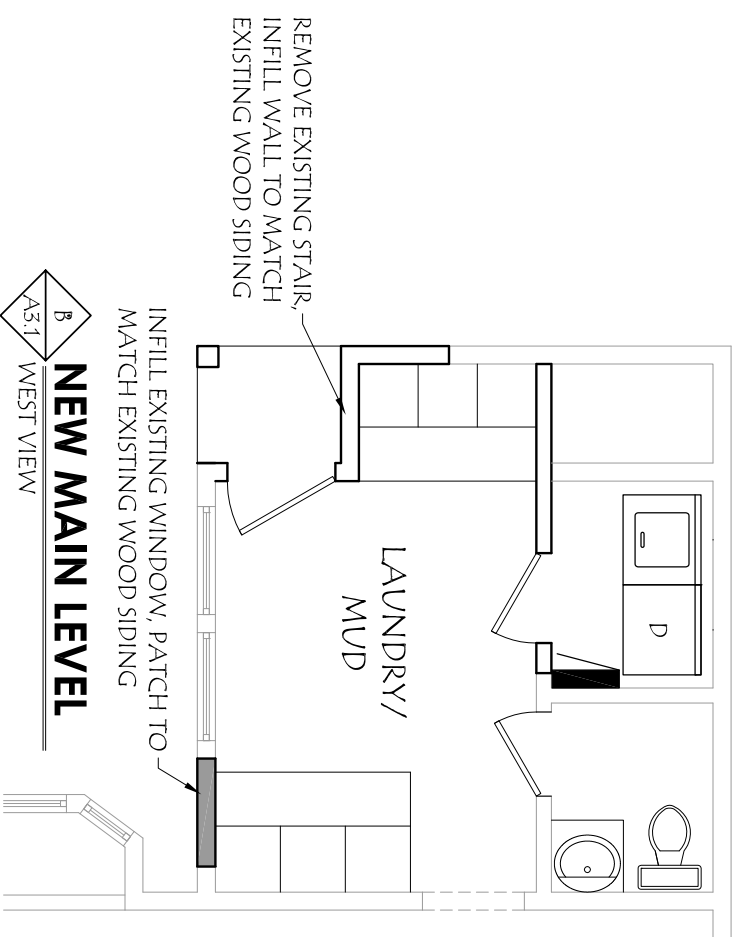 REMOVE EXISTING STAIR,
INFILL WALL TO MATCH
EXISTING WOOD SIDING
D
LAUNDRY/
MUD
INFILL EXISTING WINDOW, PATCH TO
MATCH EXISTING WOOD SIDING
B
A3.1
NEW MAIN LEVEL
WEST VIEW